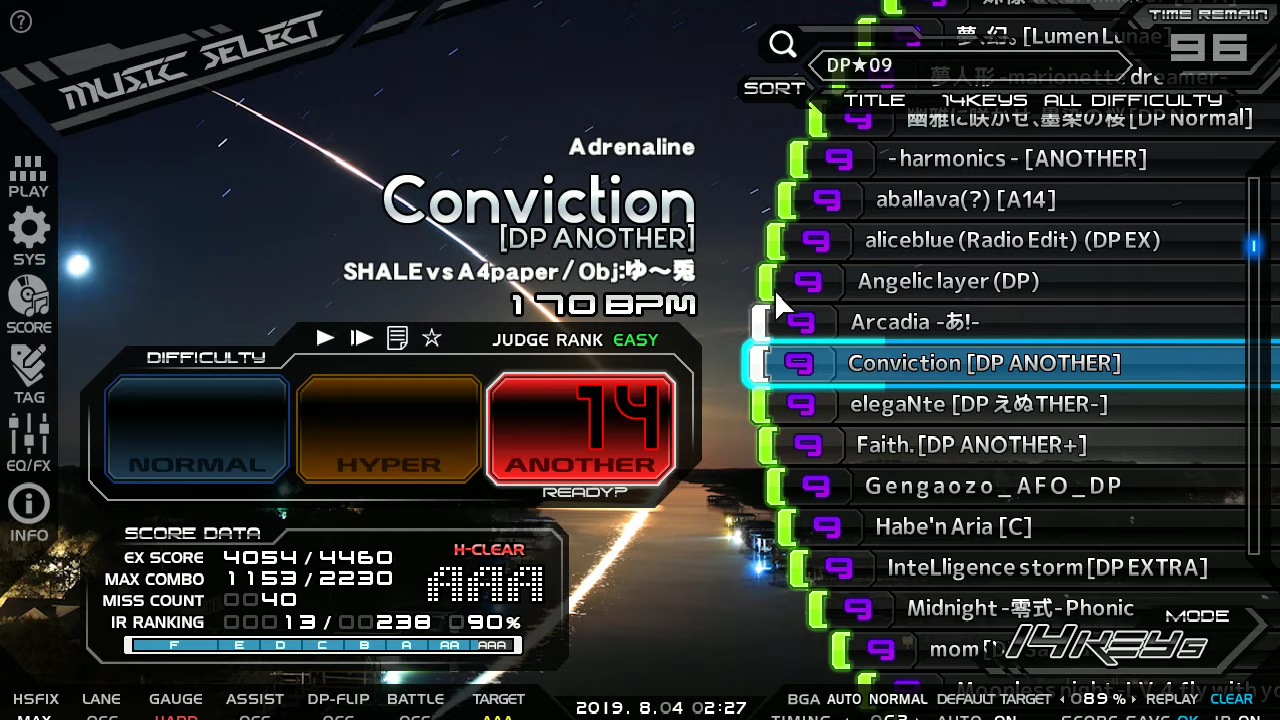 ?
MUSIC SELECT
TIME REMAIN
96
DP★09
SORT
TITLE 14KEYS ALL DIFFICULTY
夢、幻。[Lumen Lunae]
夢人形 -marionette dreamer-
幽雅に咲かせ、墨染の桜[DP Normal]
9 -harmonics- [ANOTHER]
9 aballava(?) [A14]
9 aliceblue (Radio Edit) (DP EX)
9 Angelic layer (DP)
9 Arcadia -あ!-
9 Conviction [DP ANOTHER]
9 elegaNte [DP えぬTHER-]
9 Faith. [DP ANOTHER+]
9 Gengaozo_AFO_DP
9 Habe'n Aria [C]
9 InteLligence storm [DP EXTRA]
9 Midnight -零式- Phonic
9 mom
MODE
14KEYS
PLAY
SYS
SCORE
TAG
EQ/FX
INFO
Adrenaline
Conviction
[DP ANOTHER]
SHALE vs A4paper / Obj:ゆ～兎
170 BPM
JUDGE RANK EASY
DIFFICULTY
14
NORMAL HYPER ANOTHER
READY?
SCORE DATA
EX SCORE 4054 / 4460
H-CLEAR
MAX COMBO 1153 / 2230
AAA
MISS COUNT 0040
IR RANKING 00013 / 00238 090%
F E D C B A AA AAA
HSFIX LANE GAUGE ASSIST DP-FLIP BATTLE TARGET
2019. 8.04 02:27
BGA AUTO NORMAL DEFAULT TARGET 089% REPLAY CLEAR